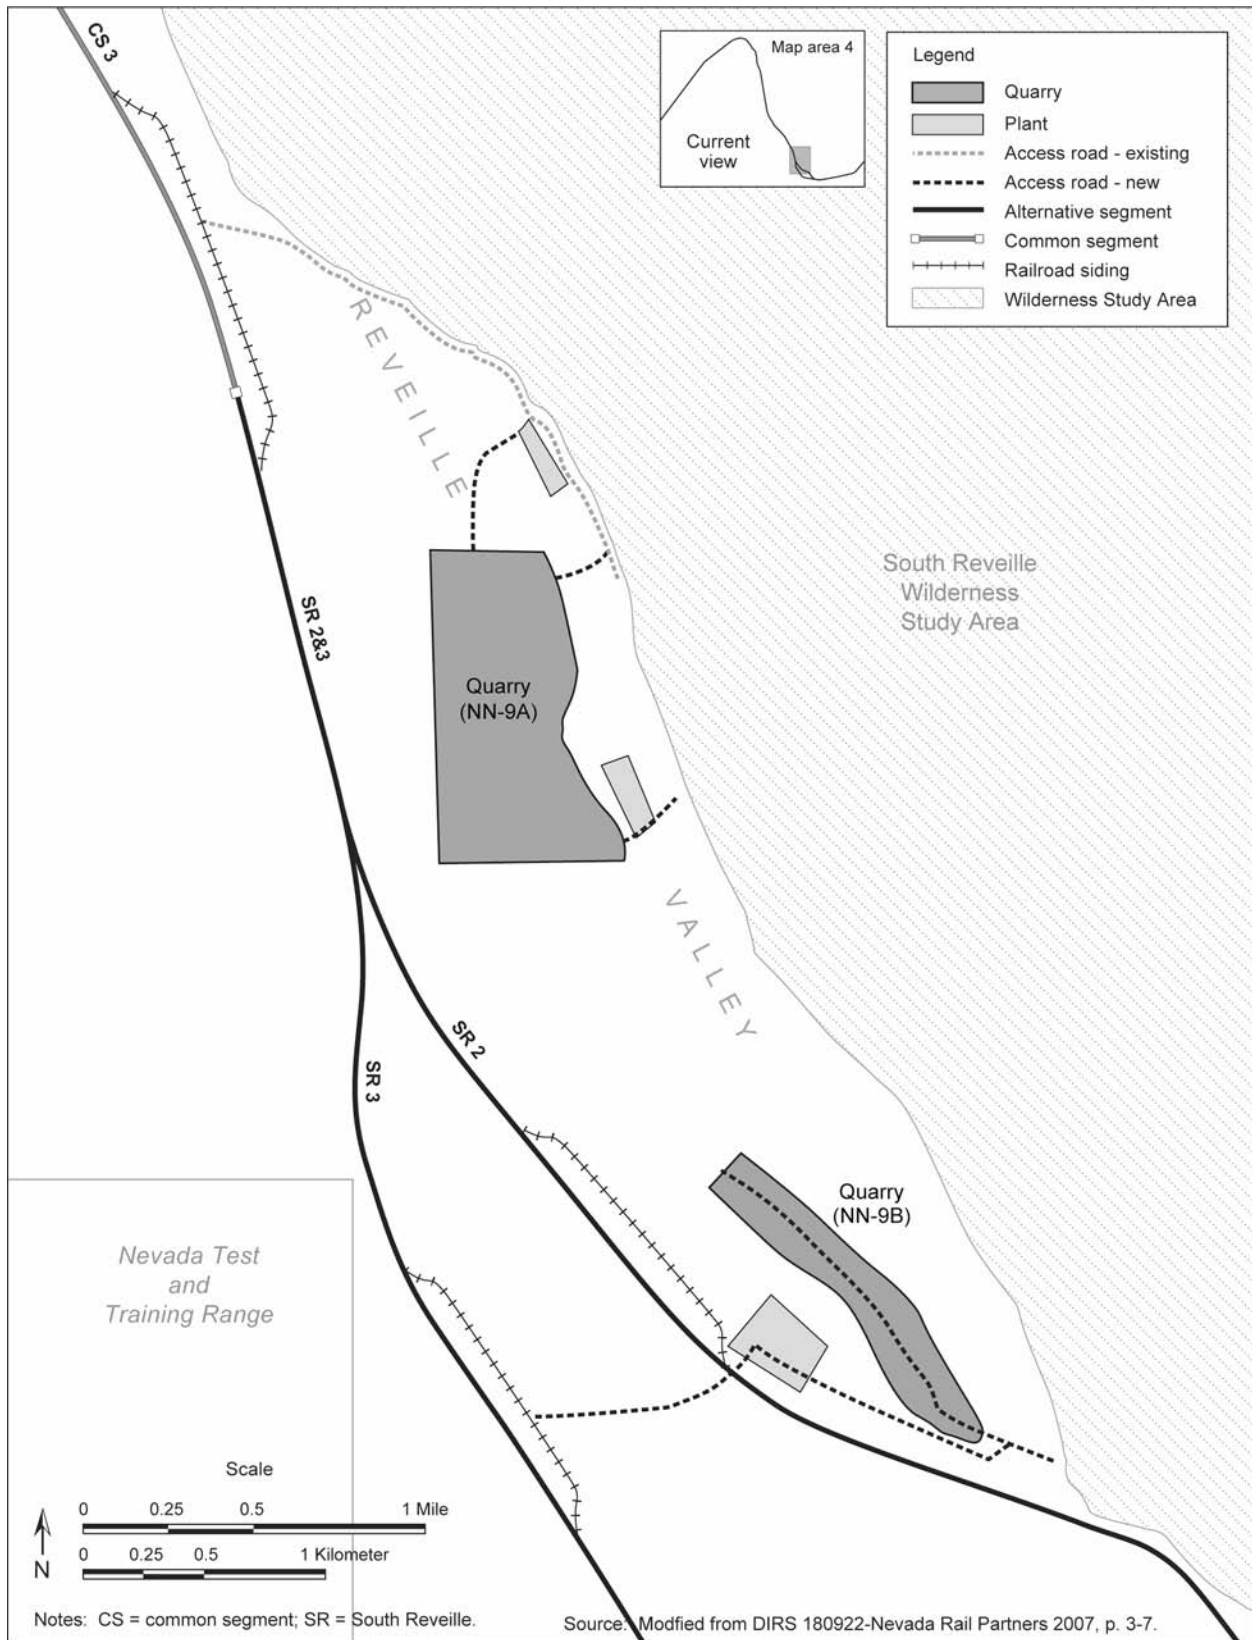 CS 3
Map area 4
Current
view
Legend
Quarry
Plant
Access road - existing
Access road - new
Alternative segment
Common segment
Railroad siding
Wilderness Study Area
REVEILLE
South Reveille
Wilderness
Study Area
SR 2&3
Quarry
(NN-9A)
VALLEY
SR 2
SR 3
Quarry
(NN-9B)
Nevada Test
and
Training Range
Scale
0 0.25 0.5 1 Mile
0 0.25 0.5 1 Kilometer
N
Notes: CS = common segment; SR = South Reveille.
Source: Modfied from DIRS 180922-Nevada Rail Partners 2007, p. 3-7.